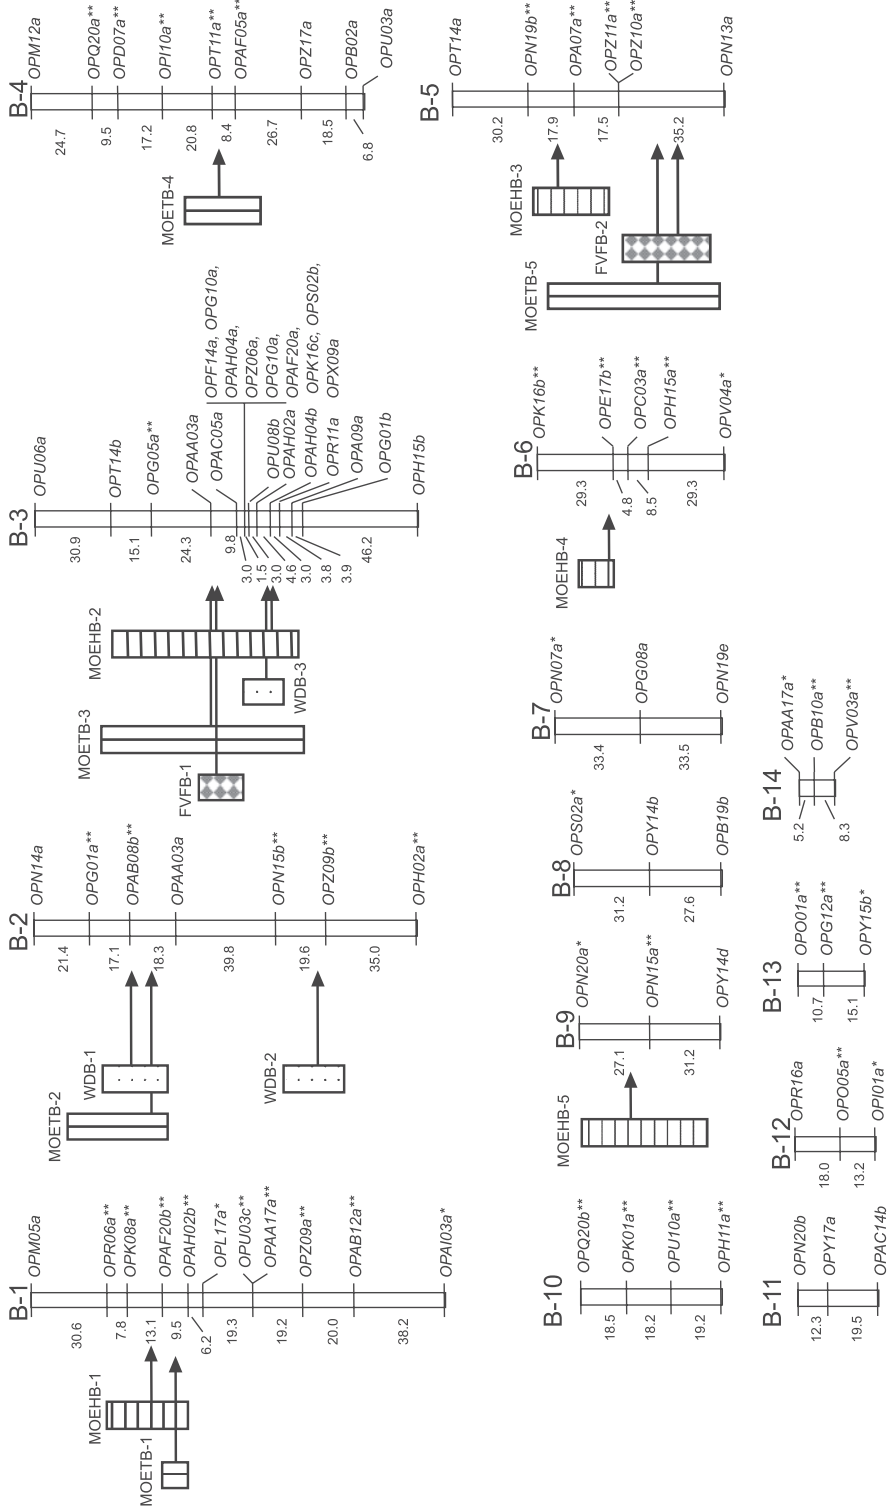 B-1
OPM05a
OPR06a**
OPK08a**
OPAF20b**
OPAH02b**
OPL17a*
OPU03c**
OPAA17a**
OPZ09a**
OPAB12a**
OPAI03a*
30.6
7.8
13.1
9.5
6.2
19.3
19.2
20.0
38.2
MOEHB-1
MOETB-1
B-2
OPN14a
OPG01a**
OPAB08b**
OPAA03a
OPN15b**
OPZ09b**
OPH02a**
21.4
17.1
18.3
39.8
19.6
35.0
MOETB-2
WDB-1
WDB-2
B-3
OPU06a
OPT14b
OPG05a**
OPAA03a
OPAC05a
OPF14a, OPG10a,
OPAH04a,
OPZ06a,
OPG10a,
OPAF20a,
OPK16c, OPS02b,
OPX09a
OPU08b
OPAH02a
OPAH04b
OPR11a
OPA09a
OPG01b
OPH15b
30.9
15.1
24.3
9.8
3.0
1.5
3.0
4.6
3.0
3.8
3.9
46.2
MOETB-3
FVFB-1
MOEHB-2
WDB-3
B-4
OPM12a
OPQ20a**
OPD07a**
OPI10a**
OPT11a**
OPAF05a**
OPZ17a
OPB02a
OPU03a
24.7
9.5
17.2
20.8
8.4
26.7
18.5
6.8
MOETB-4
B-5
OPT14a
OPN19b**
OPA07a**
OPZ11a**
OPZ10a**
OPN13a
30.2
17.9
17.5
35.2
MOEHB-3
MOETB-5
FVFB-2
B-6
OPK16b**
OPE17b**
OPC03a**
OPH15a**
OPV04a*
29.3
4.8
8.5
29.3
MOEHB-4
B-7
OPN07a*
OPG08a
OPN19e
33.4
33.5
B-8
OPS02a*
OPY14b
OPB19b
31.2
27.6
B-9
OPN20a*
OPN15a**
OPY14d
27.1
31.2
MOEHB-5
B-10
OPQ20b**
OPK01a**
OPU10a**
OPH11a**
18.5
18.2
19.2
B-11
OPN20b
OPY17a
OPAC14b
12.3
19.5
B-12
OPR16a
OPO05a**
OPI01a*
18.0
13.2
B-13
OPO01a**
OPG12a**
OPY15b*
10.7
15.1
B-14
OPAA17a*
OPB10a**
OPV03a**
5.2
8.3